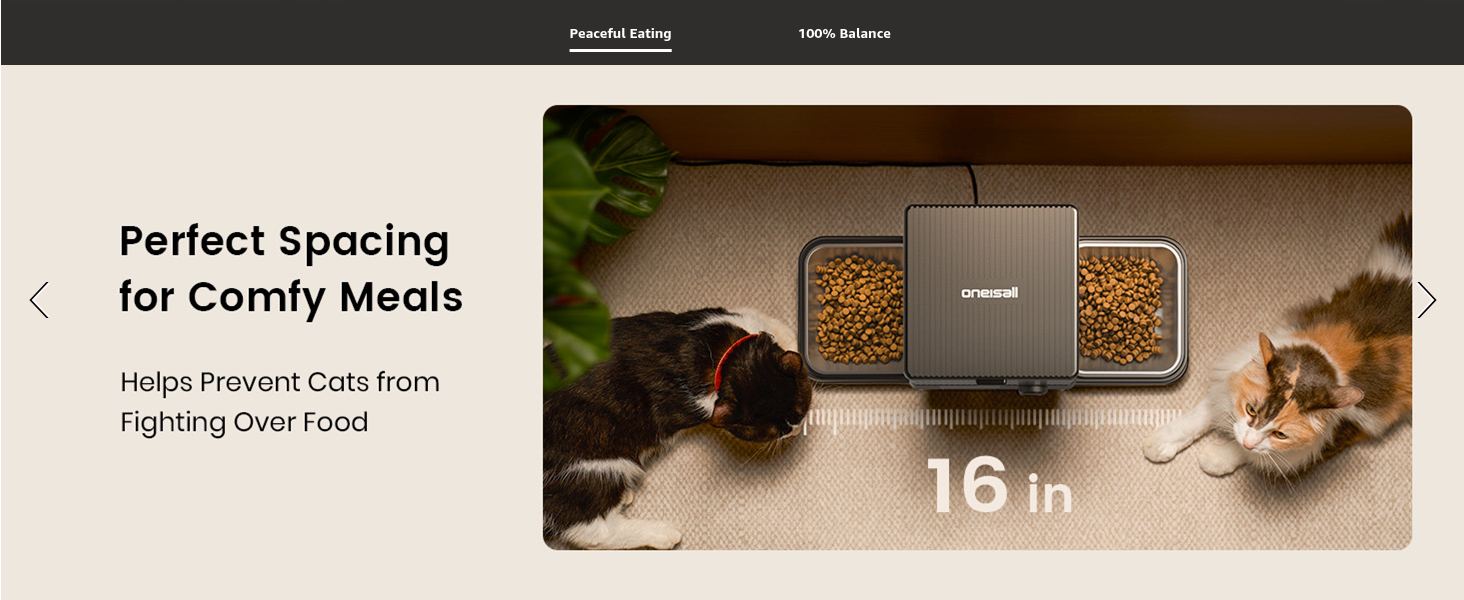 Peaceful Eating
100% Balance
Perfect Spacing
for Comfy Meals
Helps Prevent Cats from
Fighting Over Food
oneisall
16 in